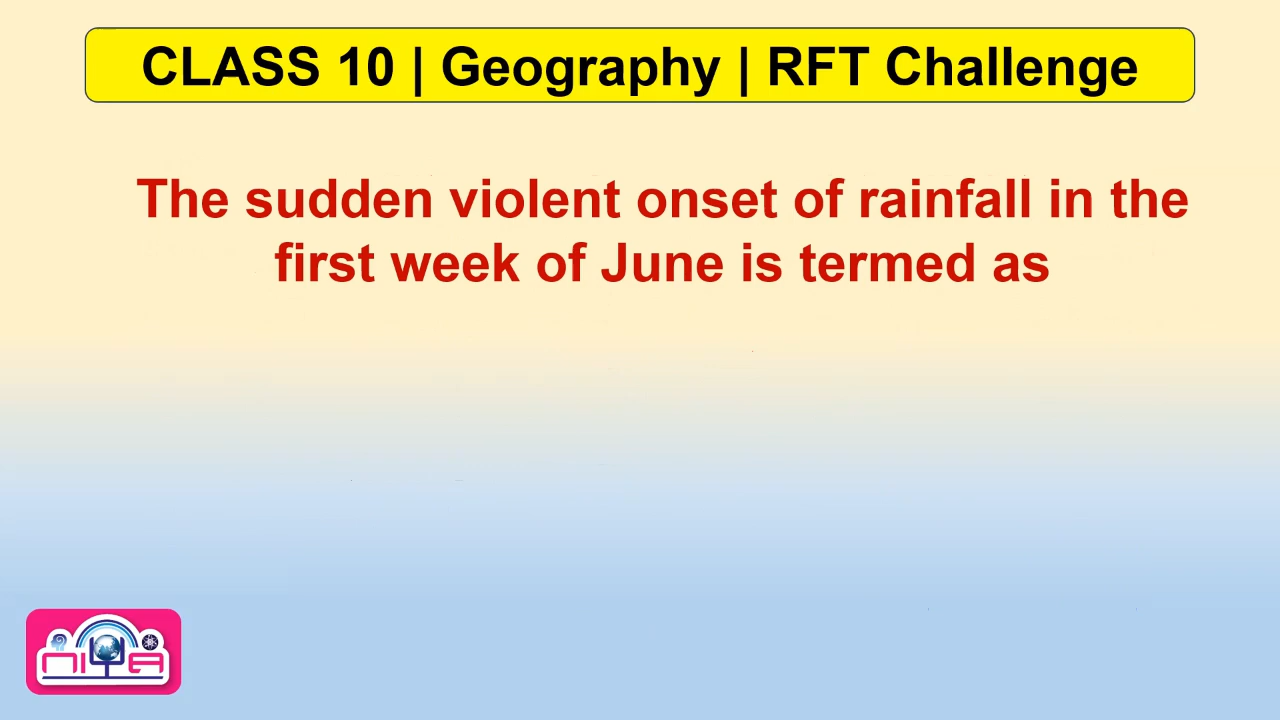 CLASS 10 | Geography | RFT Challenge
The sudden violent onset of rainfall in the
first week of June is termed as